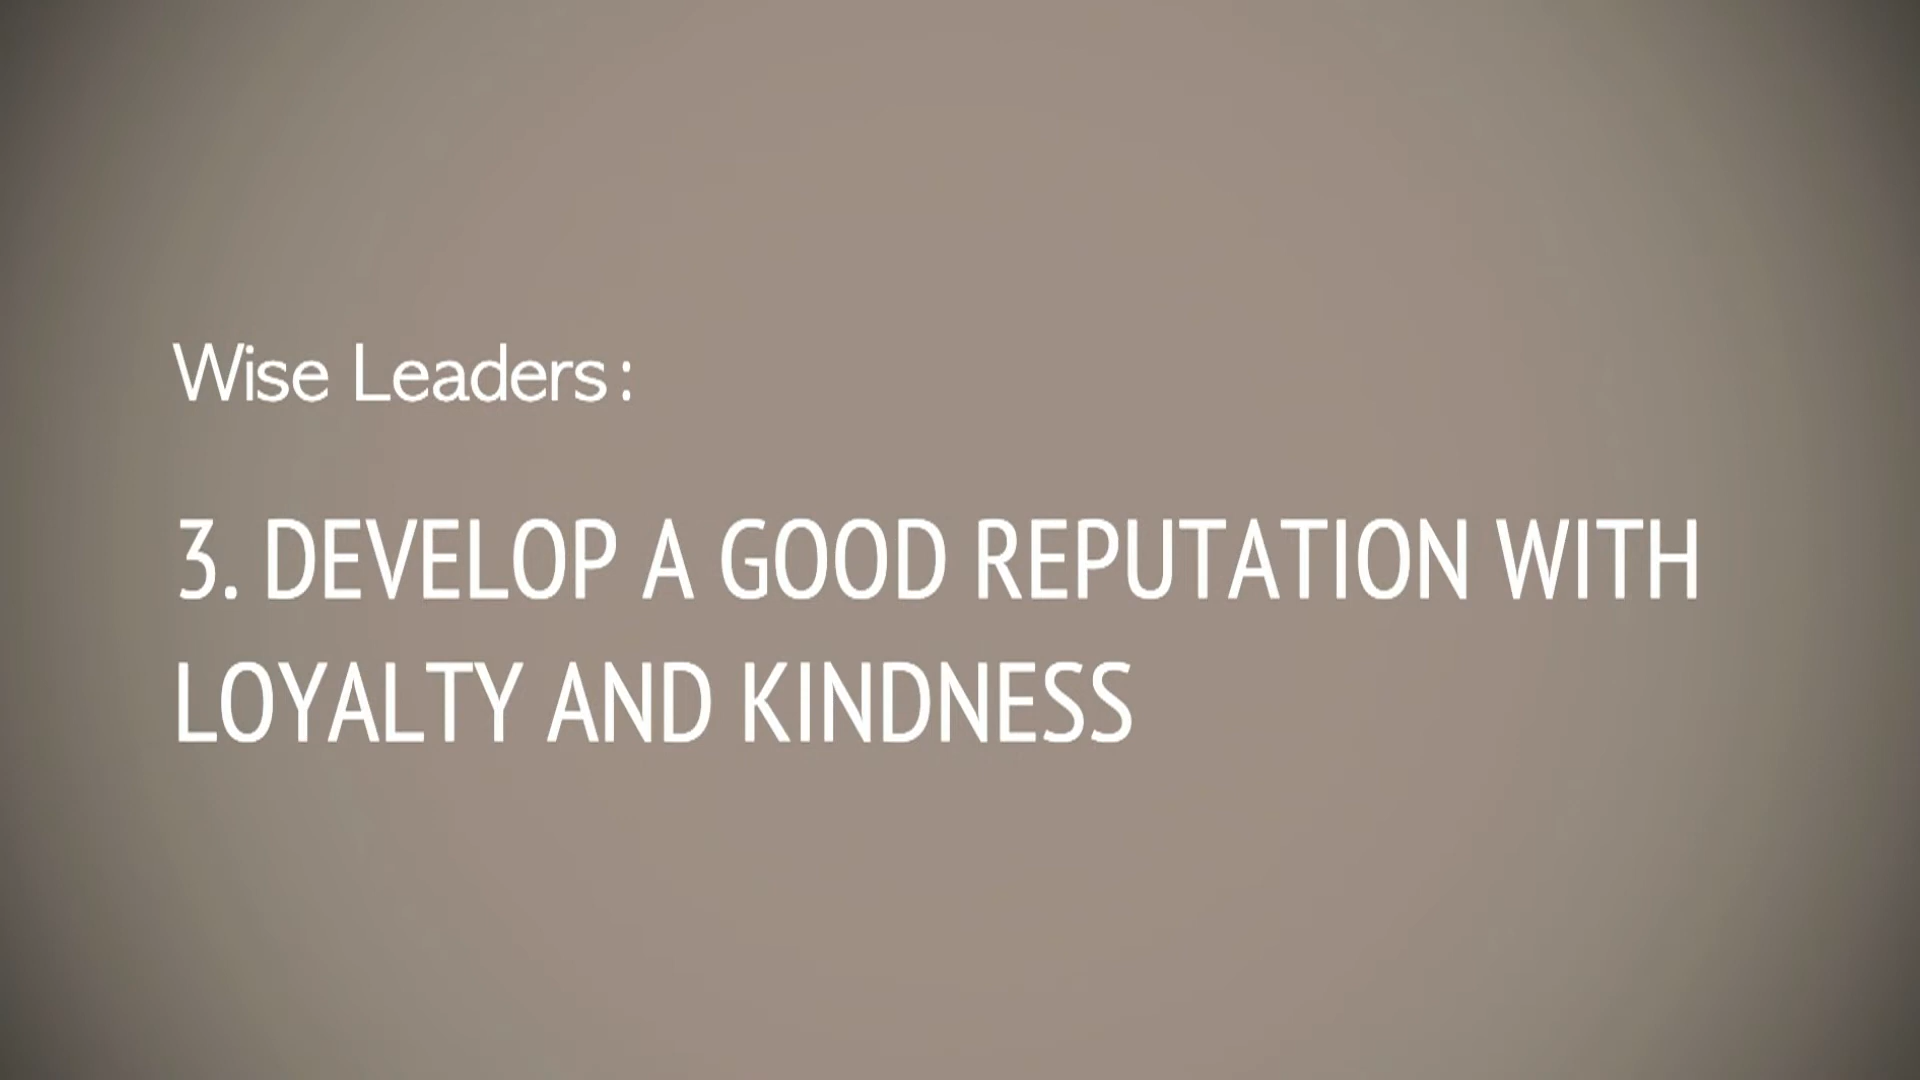 Wise Leaders:
3. DEVELOP A GOOD REPUTATION WITH
LOYALTY AND KINDNESS